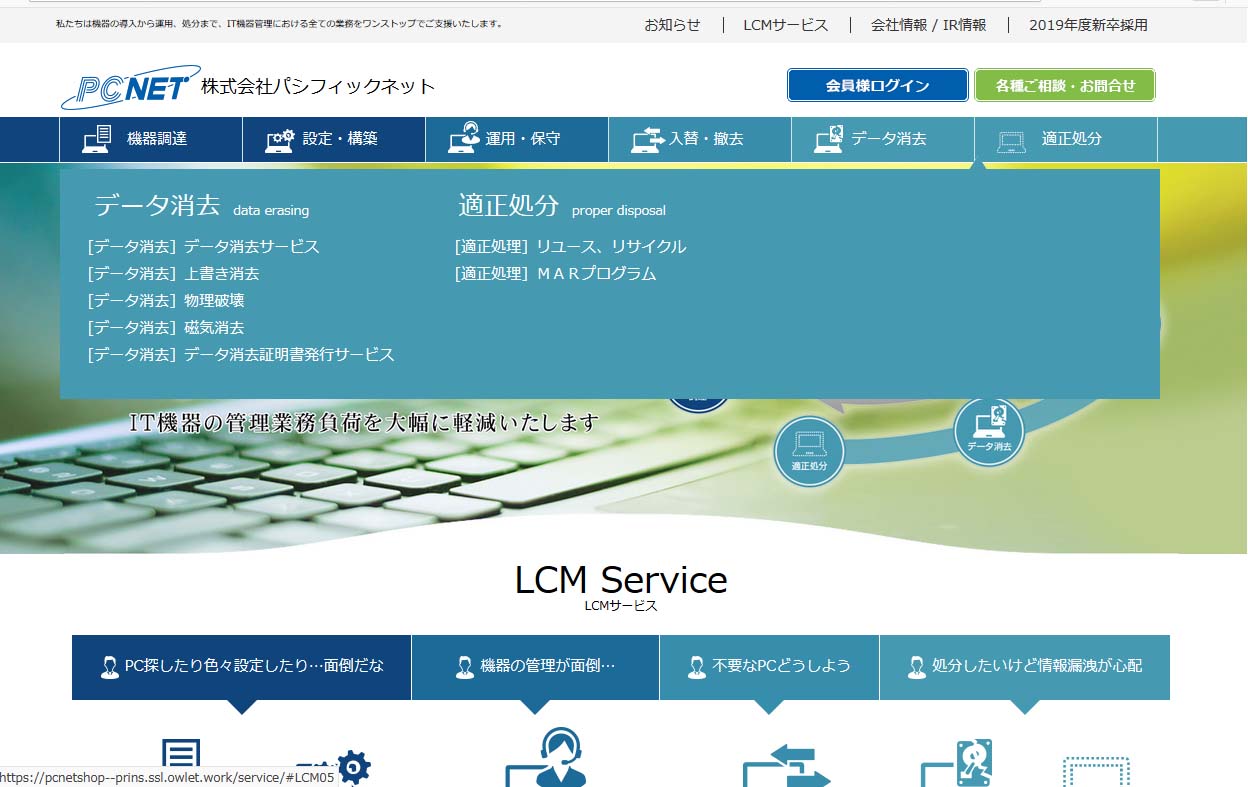 私たちは機器の導入から運用、処分まで、IT機器管理における全ての業務をワンストップでご支援いたします。
お知らせ
LCMサービス
会社情報 / IR情報
2019年度新卒採用
PCNET 株式会社パシフィックネット
会員様ログイン
各種ご相談・お問合せ
機器調達
設定・構築
運用・保守
入替・撤去
データ消去
適正処分
データ消去 data erasing
[データ消去] データ消去サービス
[データ消去] 上書き消去
[データ消去] 物理破壊
[データ消去] 磁気消去
[データ消去] データ消去証明書発行サービス
適正処分 proper disposal
[適正処理] リユース、リサイクル
[適正処理] ＭＡＲプログラム
IT機器の管理業務負荷を大幅に軽減いたします
適正処分
データ消去
LCM Service
LCMサービス
PC探したり色々設定したり…面倒だな
機器の管理が面倒…
不要なPCどうしよう
処分したいけど情報漏洩が心配
https://pcnetshop--prins.ssl.owlet.work/service/#LCM05